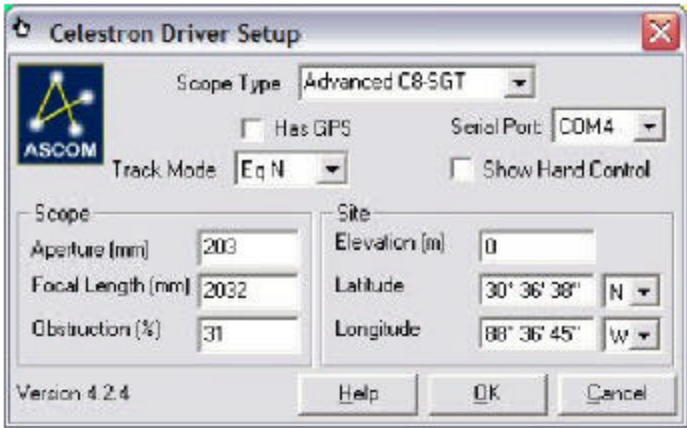 Celestron Driver Setup
ASCOM
Scope Type Advanced C8-SGT
Has GPS
Serial Port: COM4
Track Mode Eq N
Show Hand Control
Scope
Aperture (mm) 203
Focal Length (mm) 2032
Obstruction (%) 31
Site
Elevation (m) 0
Latitude 30° 36' 38" N
Longitude 88° 36' 45" W
Version 4.2.4
Help
OK
Cancel